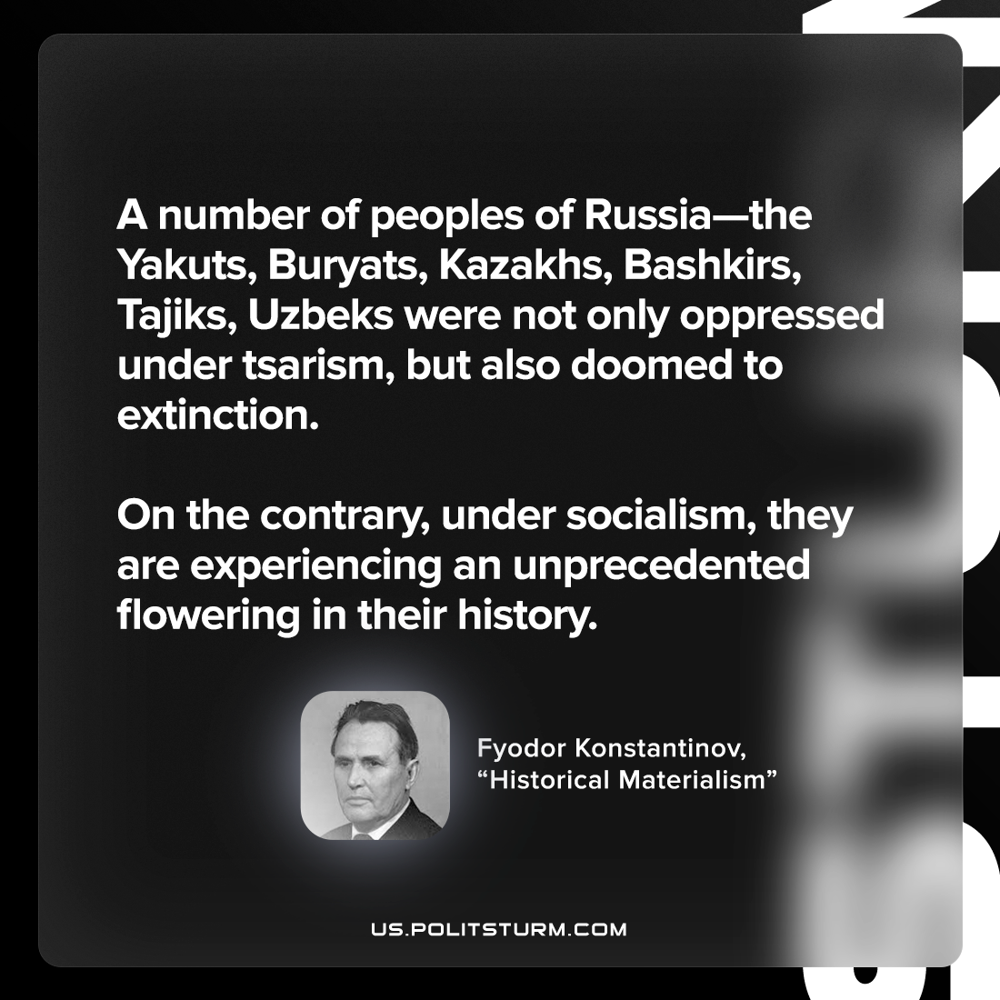 A number of peoples of Russia—the
Yakuts, Buryats, Kazakhs, Bashkirs,
Tajiks, Uzbeks were not only oppressed
under tsarism, but also doomed to
extinction.
On the contrary, under socialism, they
are experiencing an unprecedented
flowering in their history.
Fyodor Konstantinov,
“Historical Materialism”
US.POLITSTURM.COM